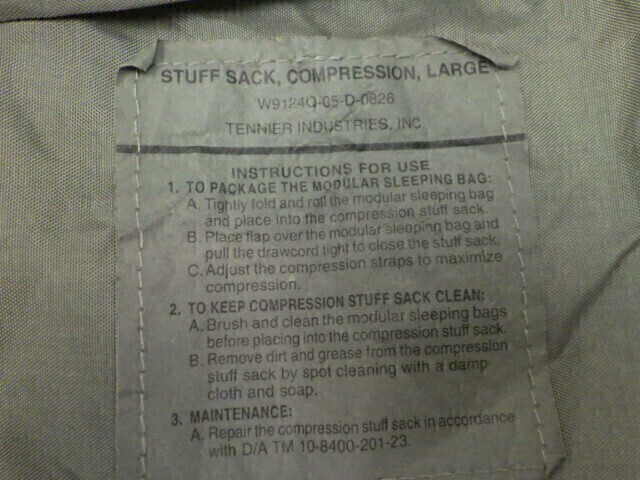 STUFF SACK, COMPRESSION, LARGE
W9124Q-05-D-0826
TENNIER INDUSTRIES, INC.
INSTRUCTIONS FOR USE
1. TO PACKAGE THE MODULAR SLEEPING BAG:
A. Tightly fold and roll the modular sleeping bag
and place into the compression stuff sack.
B. Place flap over the modular sleeping bag and
pull the drawcord tight to close the stuff sack.
C. Adjust the compression straps to maximize
compression.
2. TO KEEP COMPRESSION STUFF SACK CLEAN:
A. Brush and clean the modular sleeping bags
before placing into the compression stuff sack.
B. Remove dirt and grease from the compression
stuff sack by spot cleaning with a damp
cloth and soap.
3. MAINTENANCE:
A. Repair the compression stuff sack in accordance
with D/A TM 10-8400-201-23.